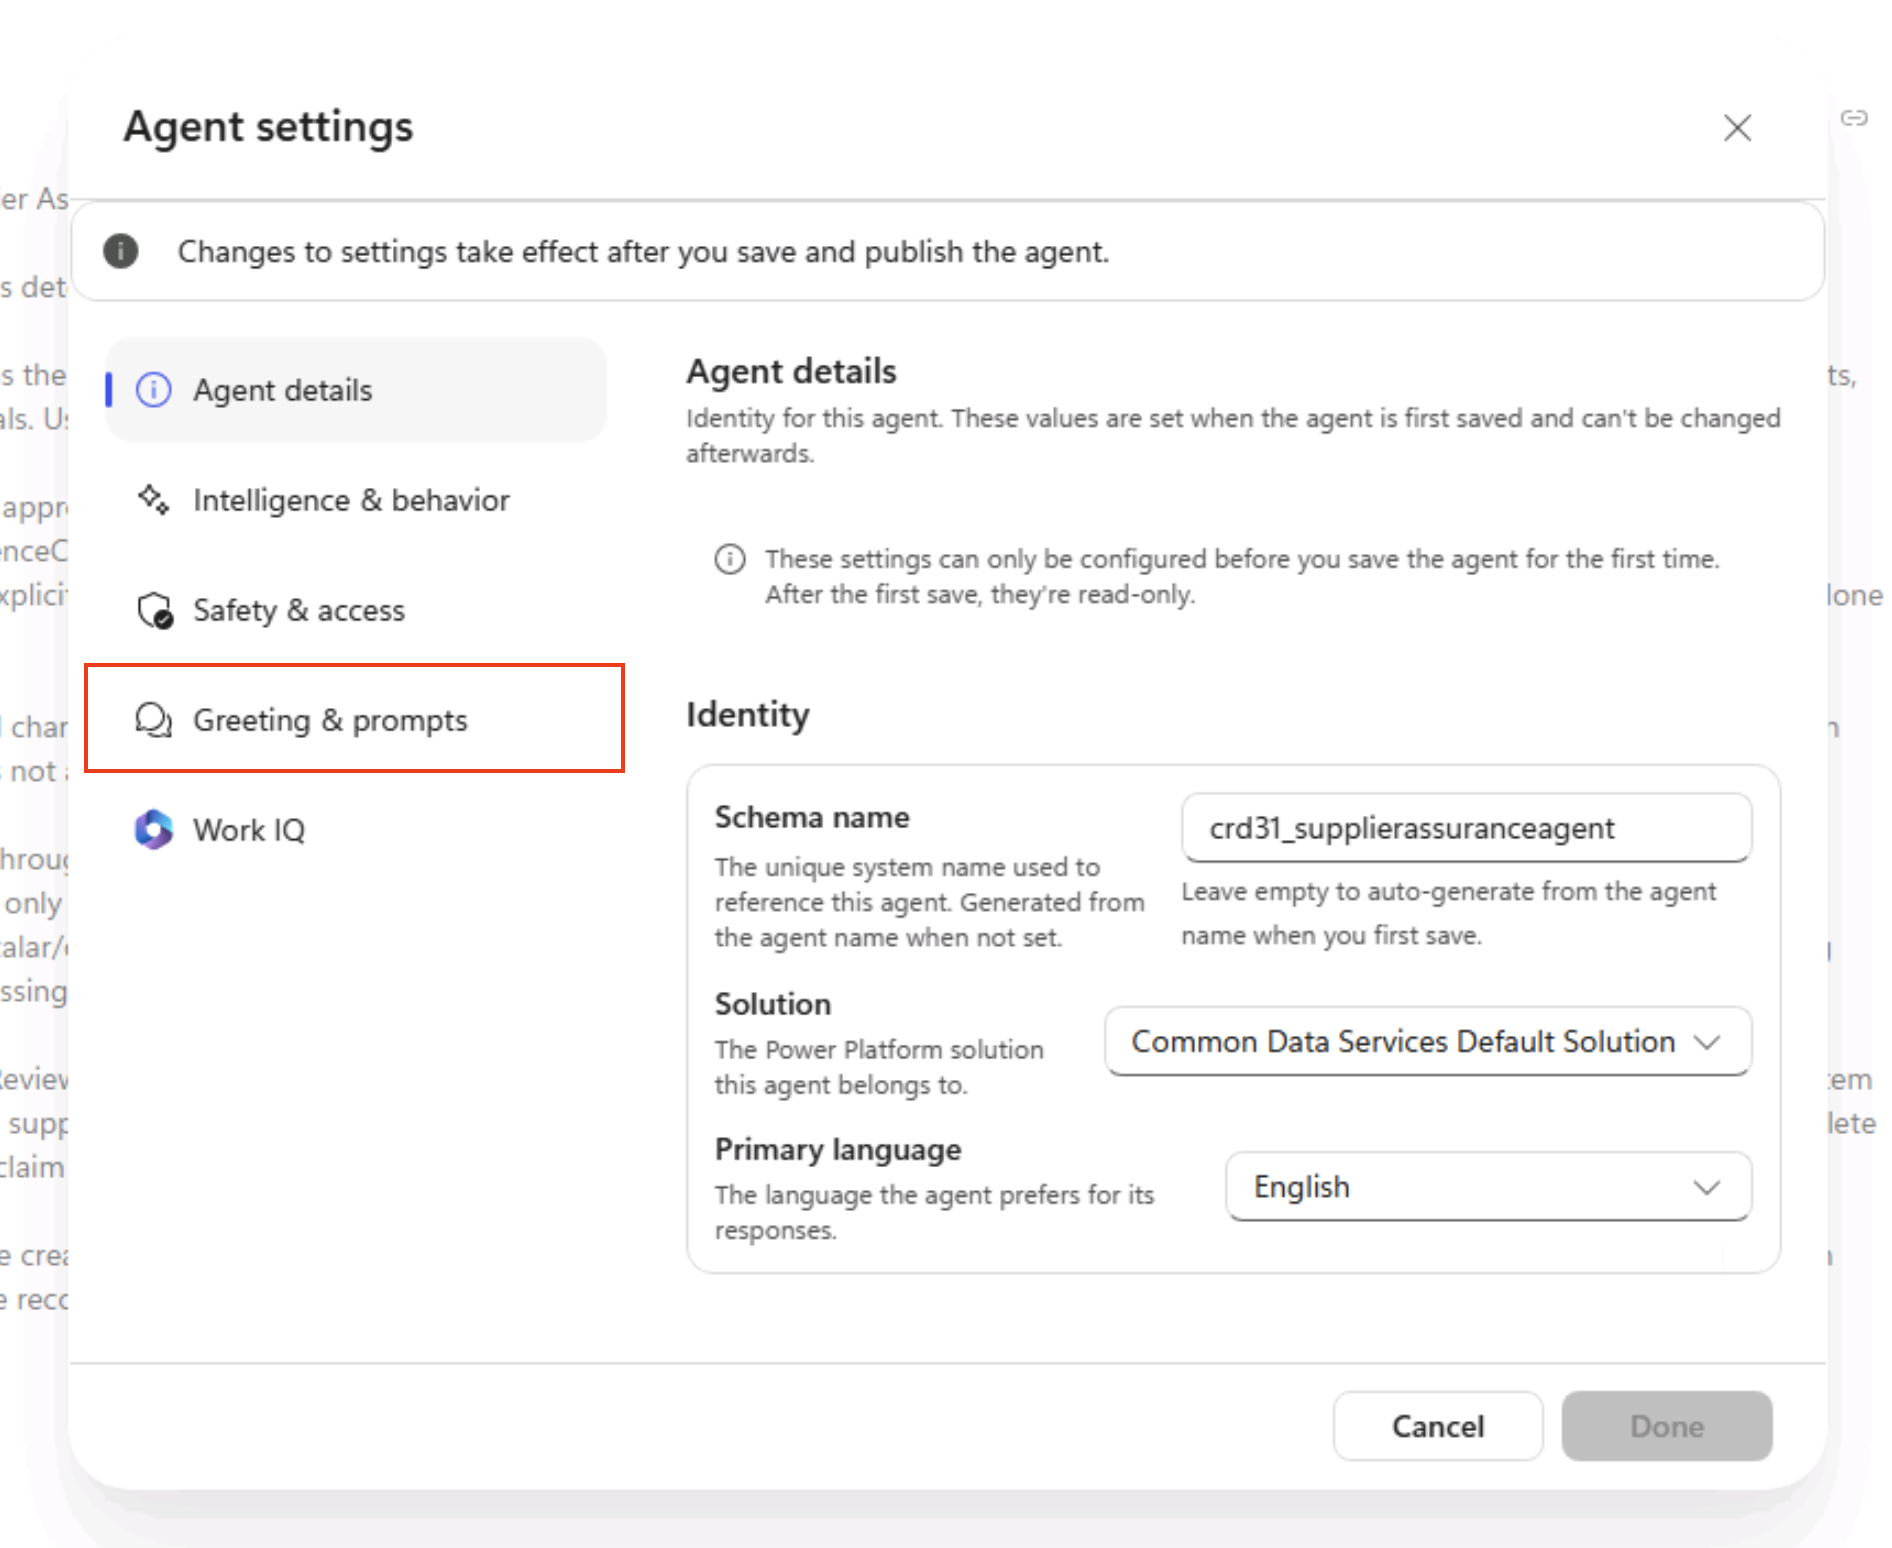 Agent settings
Changes to settings take effect after you save and publish the agent.
Agent details
Intelligence & behavior
Safety & access
Greeting & prompts
Work IQ
Agent details
Identity for this agent. These values are set when the agent is first saved and can't be changed
afterwards.
These settings can only be configured before you save the agent for the first time.
After the first save, they're read-only.
Identity
Schema name
The unique system name used to
reference this agent. Generated from
the agent name when not set.
crd31_supplierassuranceagent
Leave empty to auto-generate from the agent
name when you first save.
Solution
The Power Platform solution
this agent belongs to.
Common Data Services Default Solution
Primary language
The language the agent prefers for its
responses.
English
Cancel
Done